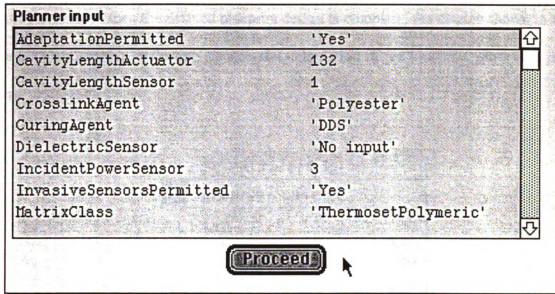 Planner input
AdaptationPermitted 'Yes'
CavityLengthActuator 132
CavityLengthSensor 1
CrosslinkAgent 'Polyester'
CuringAgent 'DDS'
DielectricSensor 'No input'
IncidentPowerSensor 3
InvasiveSensorsPermitted 'Yes'
MatrixClass 'ThermosetPolymeric'
Proceed